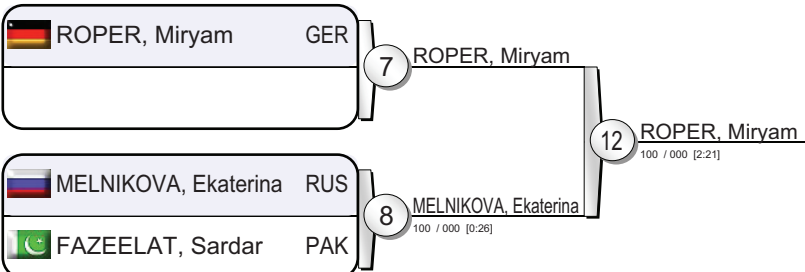 ROPER, Miryam GER
7 ROPER, Miryam
12 ROPER, Miryam
100 / 000 [2:21]
MELNIKOVA, Ekaterina RUS
8 MELNIKOVA, Ekaterina
100 / 000 [0:26]
FAZEELAT, Sardar PAK